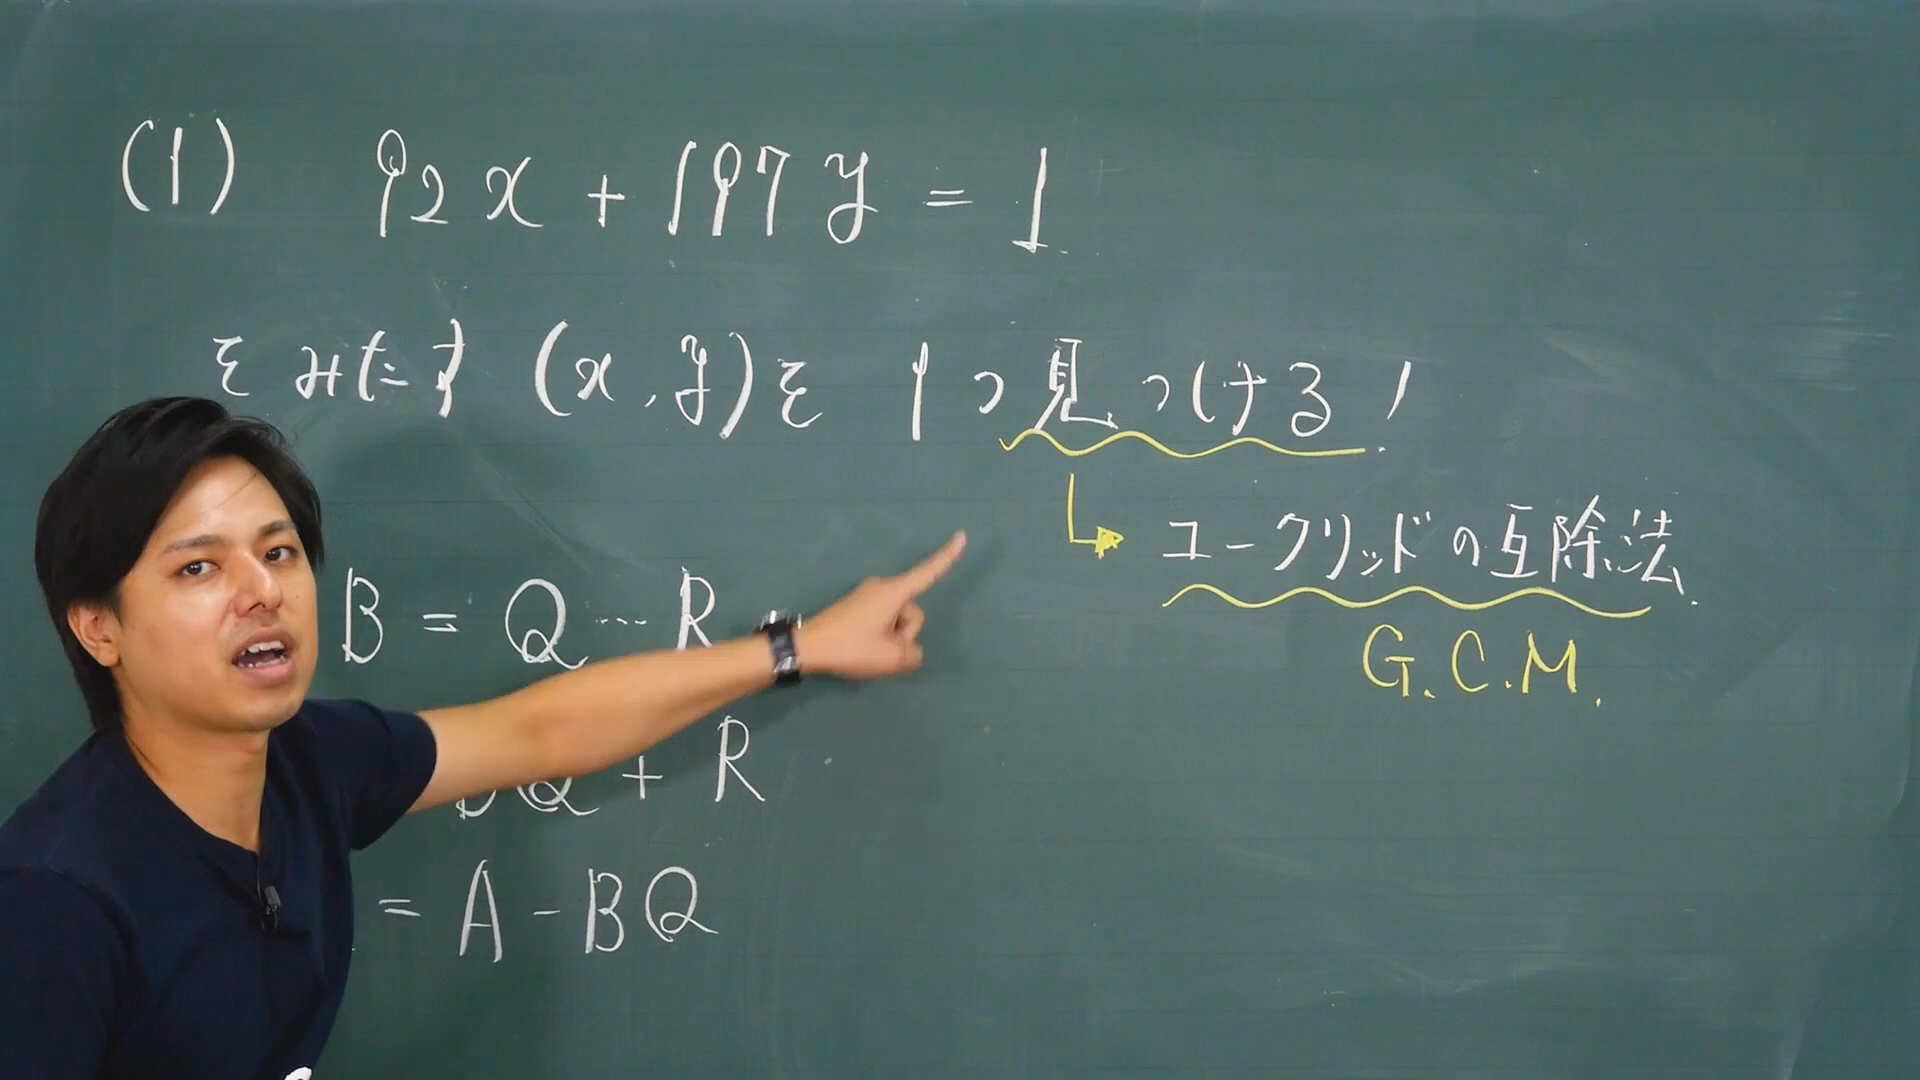 (1) 92x + 197y = 1
をみたす (x, y)を1つ見つける!
ユークリッドの互除法
B = Q … R
G.C.M.
BQ + R
= A - BQ